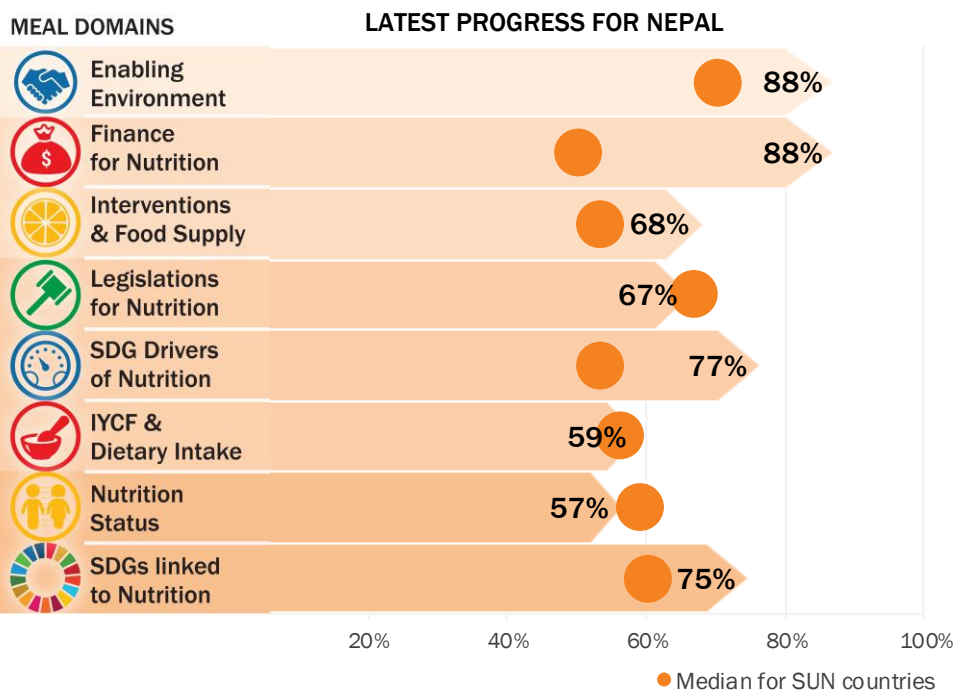 MEAL DOMAINS
LATEST PROGRESS FOR NEPAL
Enabling
Environment
88%
Finance
for Nutrition
$
88%
Interventions
& Food Supply
68%
Legislations
for Nutrition
67%
SDG Drivers
of Nutrition
77%
IYCF &
Dietary Intake
59%
Nutrition
Status
57%
SDGs linked
to Nutrition
75%
20% 40% 60% 80% 100%
Median for SUN countries